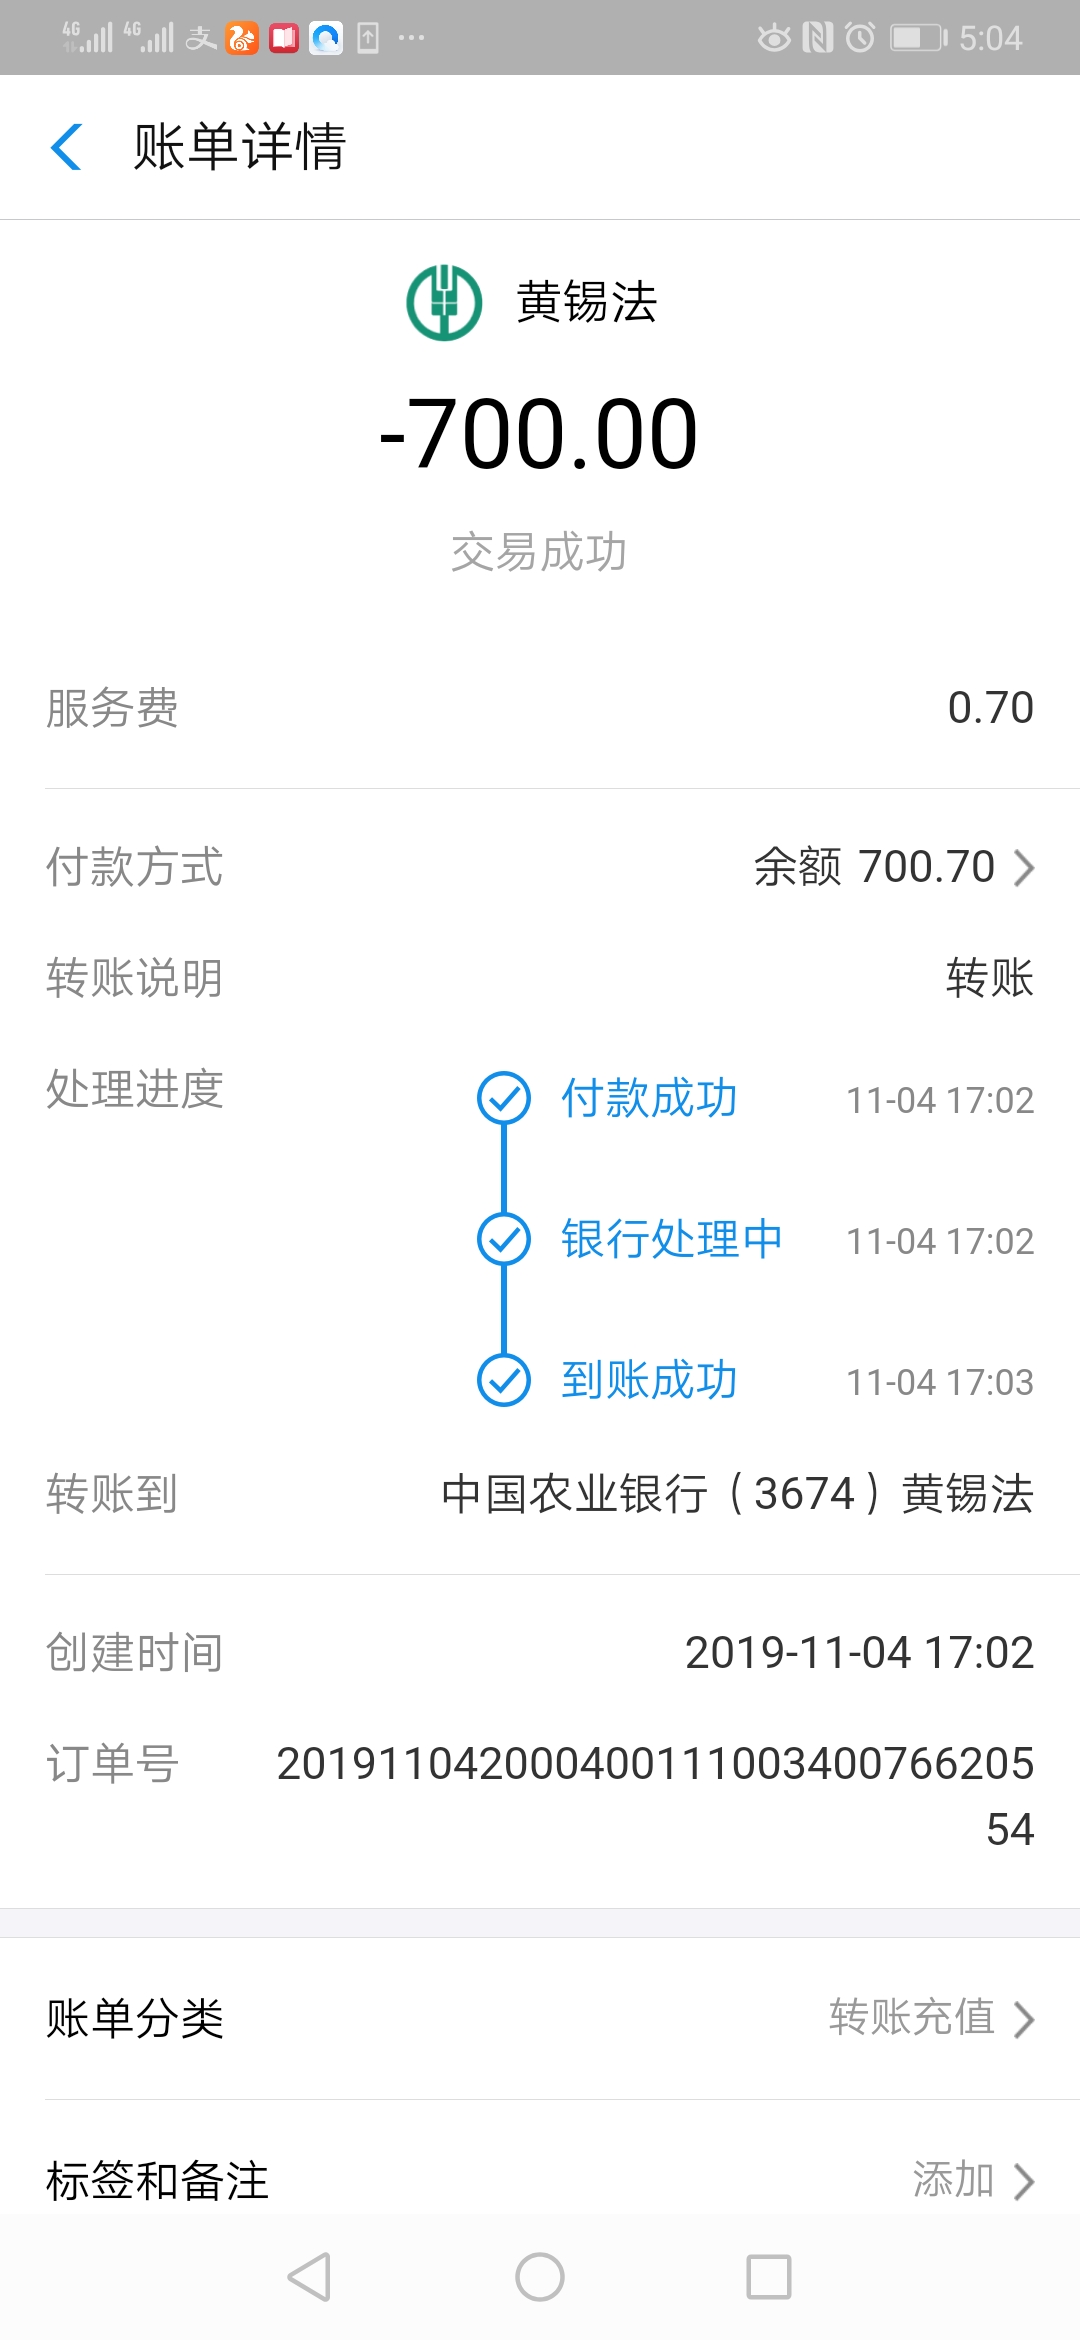 4G 4G 支 ... 5:04
账单详情
黄锡法
-700.00
交易成功
服务费 0.70
付款方式 余额 700.70
转账说明 转账
处理进度 付款成功 11-04 17:02
银行处理中 11-04 17:02
到账成功 11-04 17:03
转账到 中国农业银行（3674）黄锡法
创建时间 2019-11-04 17:02
订单号 201911042000400111003400766205
54
账单分类 转账充值
标签和备注 添加